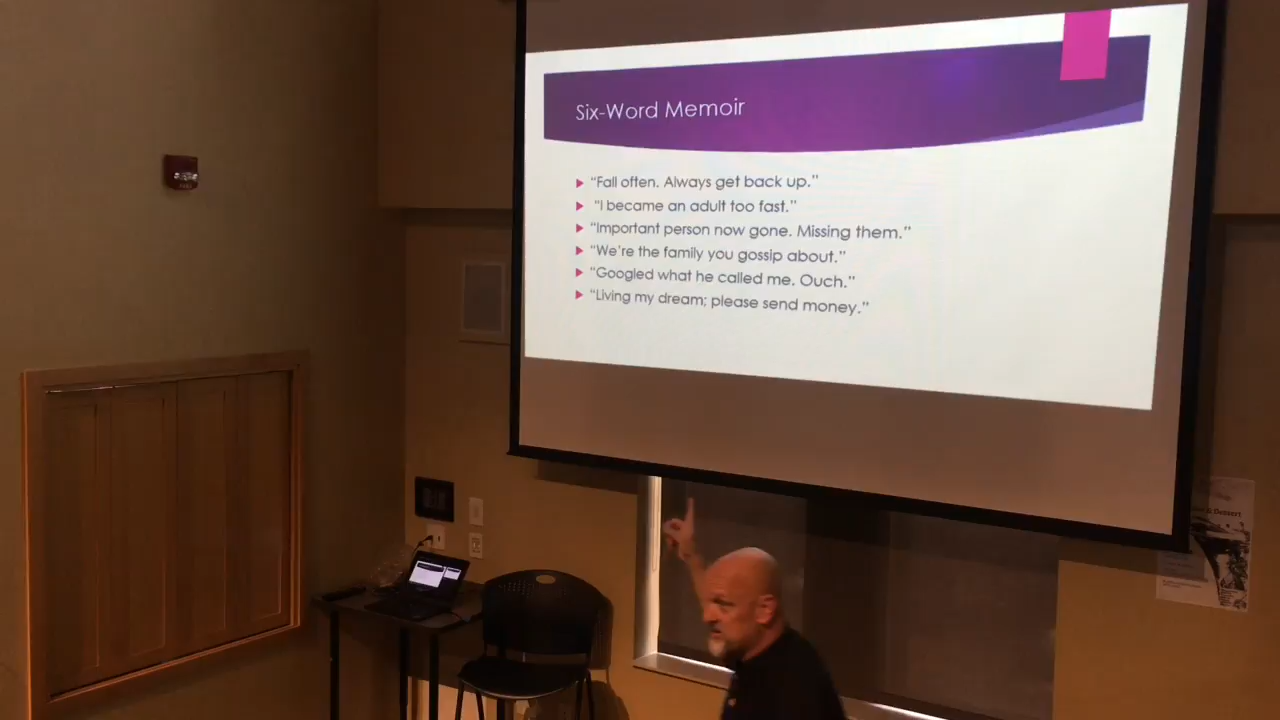 Six-Word Memoir
“Fall often. Always get back up.”
“I became an adult too fast.”
“Important person now gone. Missing them.”
“We’re the family you gossip about.”
“Googled what he called me. Ouch.”
“Living my dream; please send money.”
& Dessert